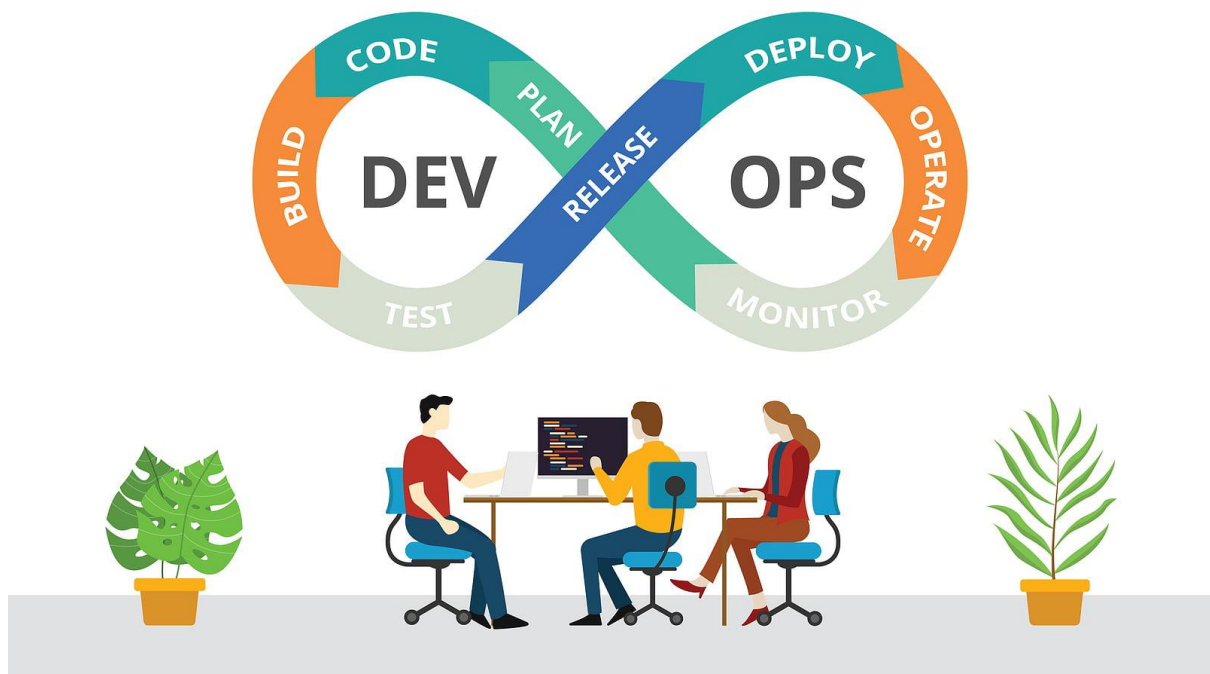 CODE
DEPLOY
PLAN
OPERATE
BUILD
RELEASE
DEV
OPS
TEST
MONITOR